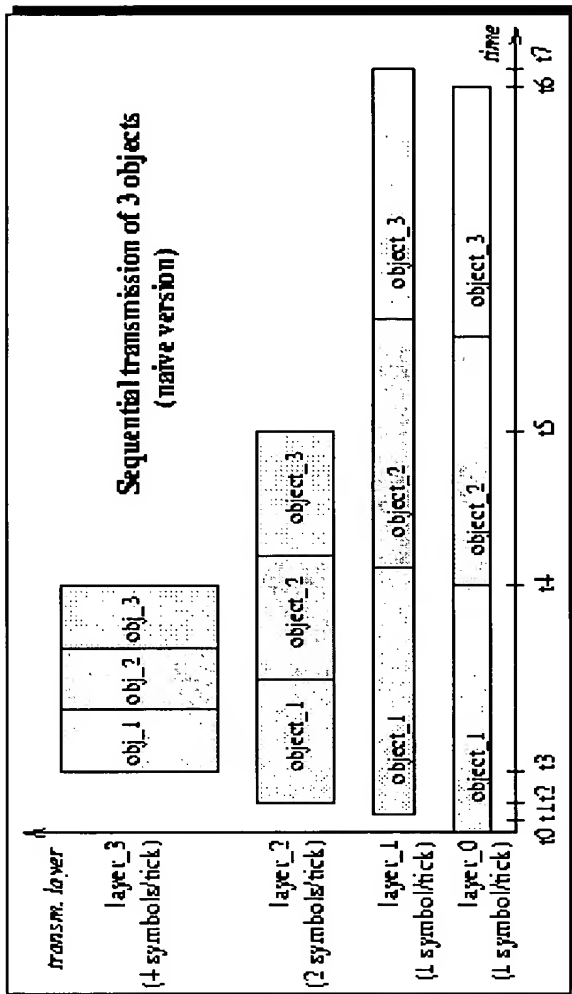 Sequential transmission of 3 objects
(naive version)
transm. layer
layer_3
(4 symbols/tick)
obj_1
obj_2
obj_3
layer_2
(2 symbols/tick)
object_1
object_2
object_3
layer_1
(1 symbol/tick)
object_1
object_2
object_3
layer_0
(1 symbol/tick)
object_1
object_2
object_3
t0 t1 t2 t3 t4 t5 t6 t7
time